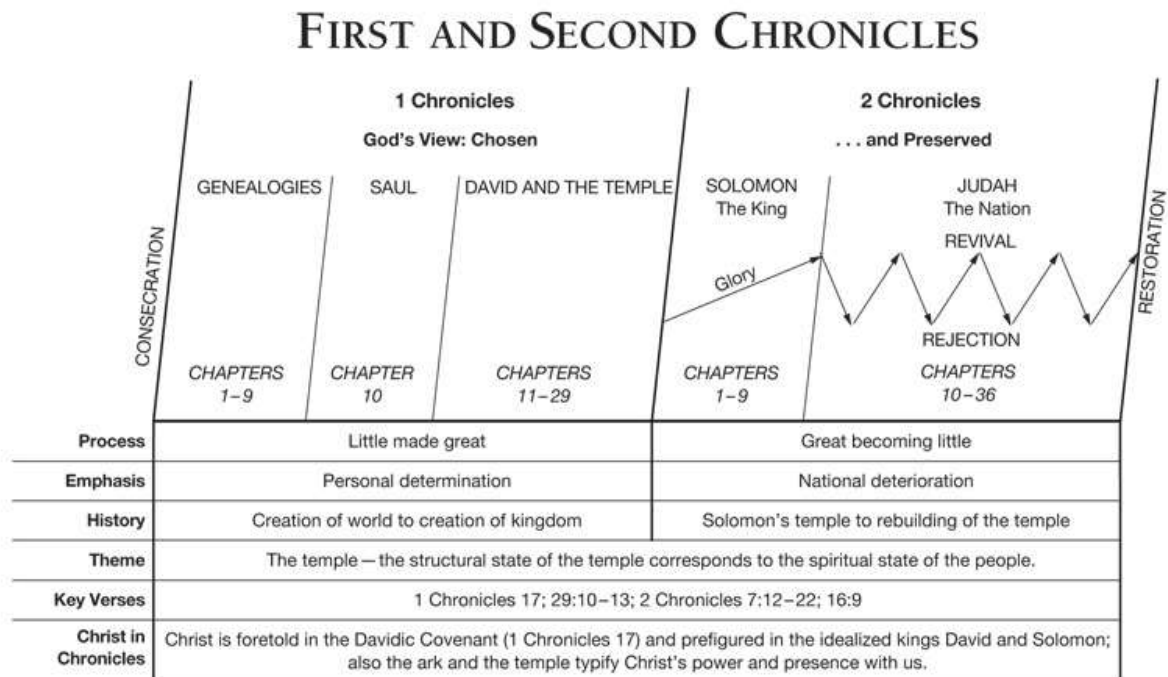 FIRST AND SECOND CHRONICLES
1 Chronicles
God's View: Chosen
2 Chronicles
. . . and Preserved
CONSECRATION
GENEALOGIES
SAUL
DAVID AND THE TEMPLE
SOLOMON
The King
JUDAH
The Nation
REVIVAL
Glory
REJECTION
RESTORATION
CHAPTERS
1–9
CHAPTER
10
CHAPTERS
11–29
CHAPTERS
1–9
CHAPTERS
10–36
Process
Little made great
Great becoming little
Emphasis
Personal determination
National deterioration
History
Creation of world to creation of kingdom
Solomon's temple to rebuilding of the temple
Theme
The temple—the structural state of the temple corresponds to the spiritual state of the people.
Key Verses
1 Chronicles 17; 29:10–13; 2 Chronicles 7:12–22; 16:9
Christ in
Chronicles
Christ is foretold in the Davidic Covenant (1 Chronicles 17) and prefigured in the idealized kings David and Solomon;
also the ark and the temple typify Christ's power and presence with us.